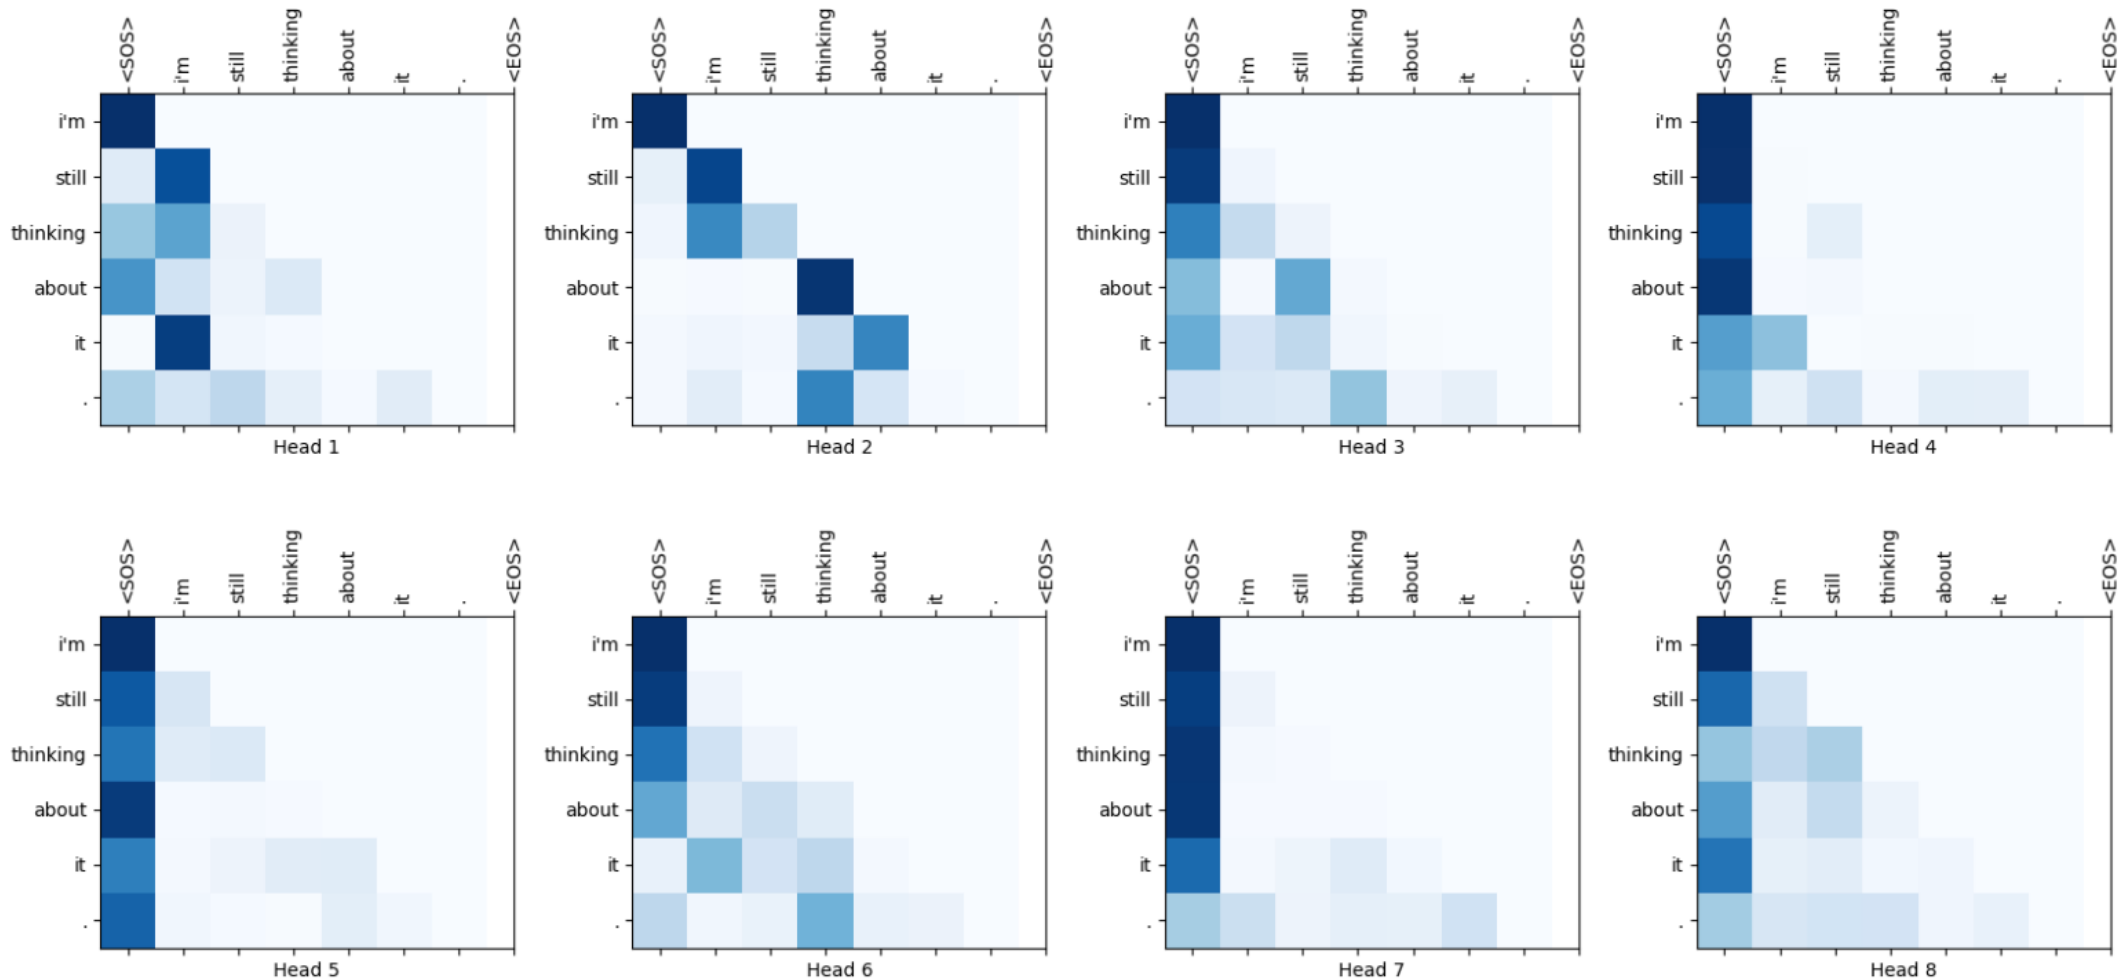 <SOS> i'm still thinking about it . <EOS>
i'm
still
thinking
about
it
.
Head 1
<SOS> i'm still thinking about it . <EOS>
i'm
still
thinking
about
it
.
Head 2
<SOS> i'm still thinking about it . <EOS>
i'm
still
thinking
about
it
.
Head 3
<SOS> i'm still thinking about it . <EOS>
i'm
still
thinking
about
it
.
Head 4
<SOS> i'm still thinking about it . <EOS>
i'm
still
thinking
about
it
.
Head 5
<SOS> i'm still thinking about it . <EOS>
i'm
still
thinking
about
it
.
Head 6
<SOS> i'm still thinking about it . <EOS>
i'm
still
thinking
about
it
.
Head 7
<SOS> i'm still thinking about it . <EOS>
i'm
still
thinking
about
it
.
Head 8